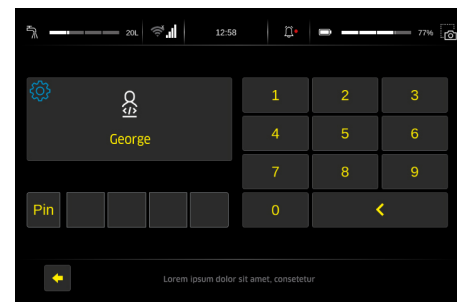 20L 12:58 77%
George
1 2 3
4 5 6
7 8 9
Pin 0
Lorem ipsum dolor sit amet, consetetur